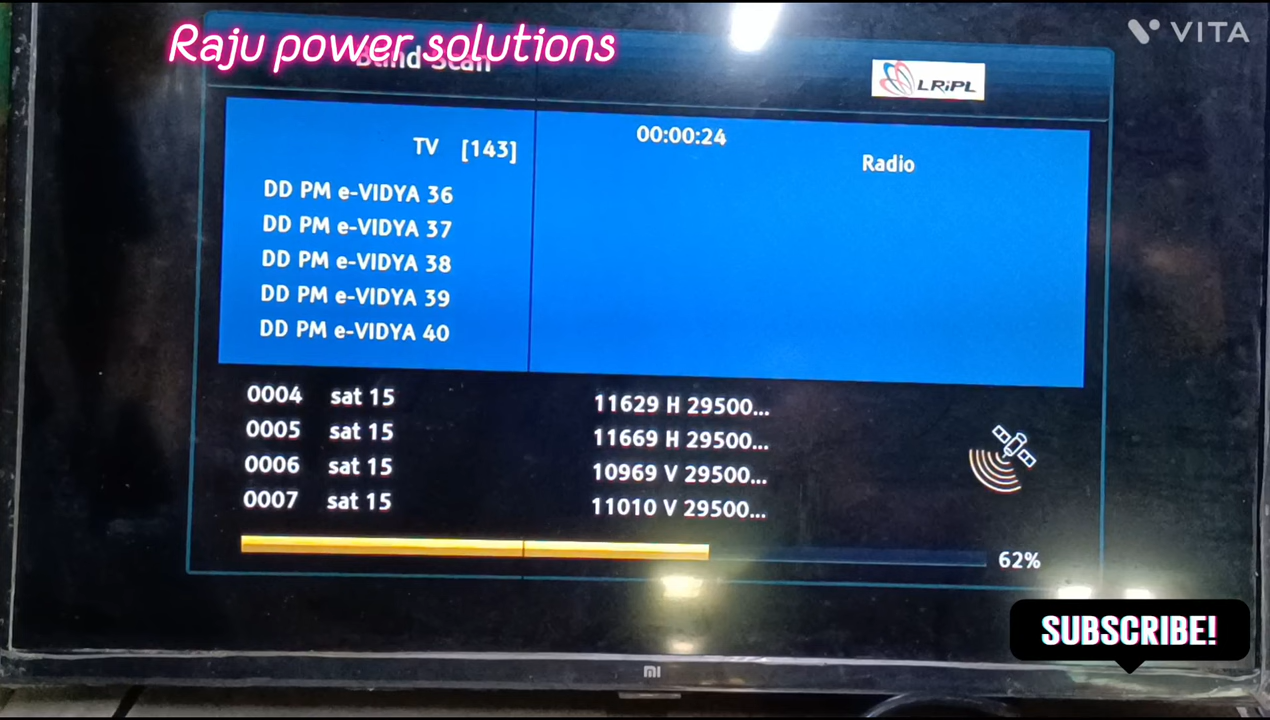 Raju power solutions
VITA
Blind Scan
LRiPL
TV [143]
00:00:24
Radio
DD PM e-VIDYA 36
DD PM e-VIDYA 37
DD PM e-VIDYA 38
DD PM e-VIDYA 39
DD PM e-VIDYA 40
0004 sat 15 11629 H 29500...
0005 sat 15 11669 H 29500...
0006 sat 15 10969 V 29500...
0007 sat 15 11010 V 29500...
62%
SUBSCRIBE!
mi